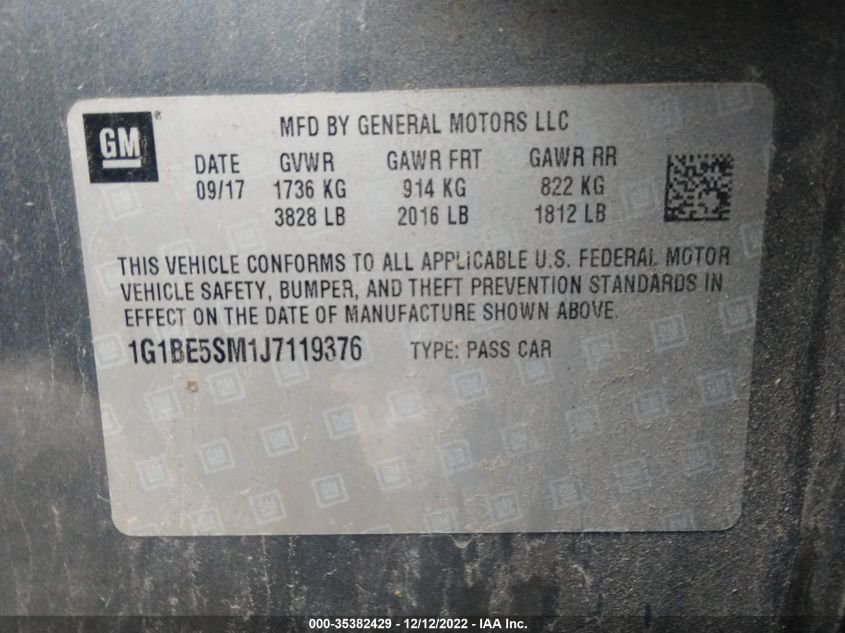 GM®
MFD BY GENERAL MOTORS LLC
DATE GVWR GAWR FRT GAWR RR
09/17 1736 KG 914 KG 822 KG
3828 LB 2016 LB 1812 LB
THIS VEHICLE CONFORMS TO ALL APPLICABLE U.S. FEDERAL MOTOR
VEHICLE SAFETY, BUMPER, AND THEFT PREVENTION STANDARDS IN
EFFECT ON THE DATE OF MANUFACTURE SHOWN ABOVE.
1G1BE5SM1J7119376 TYPE: PASS CAR
000-35382429 - 12/12/2022 - IAA Inc.